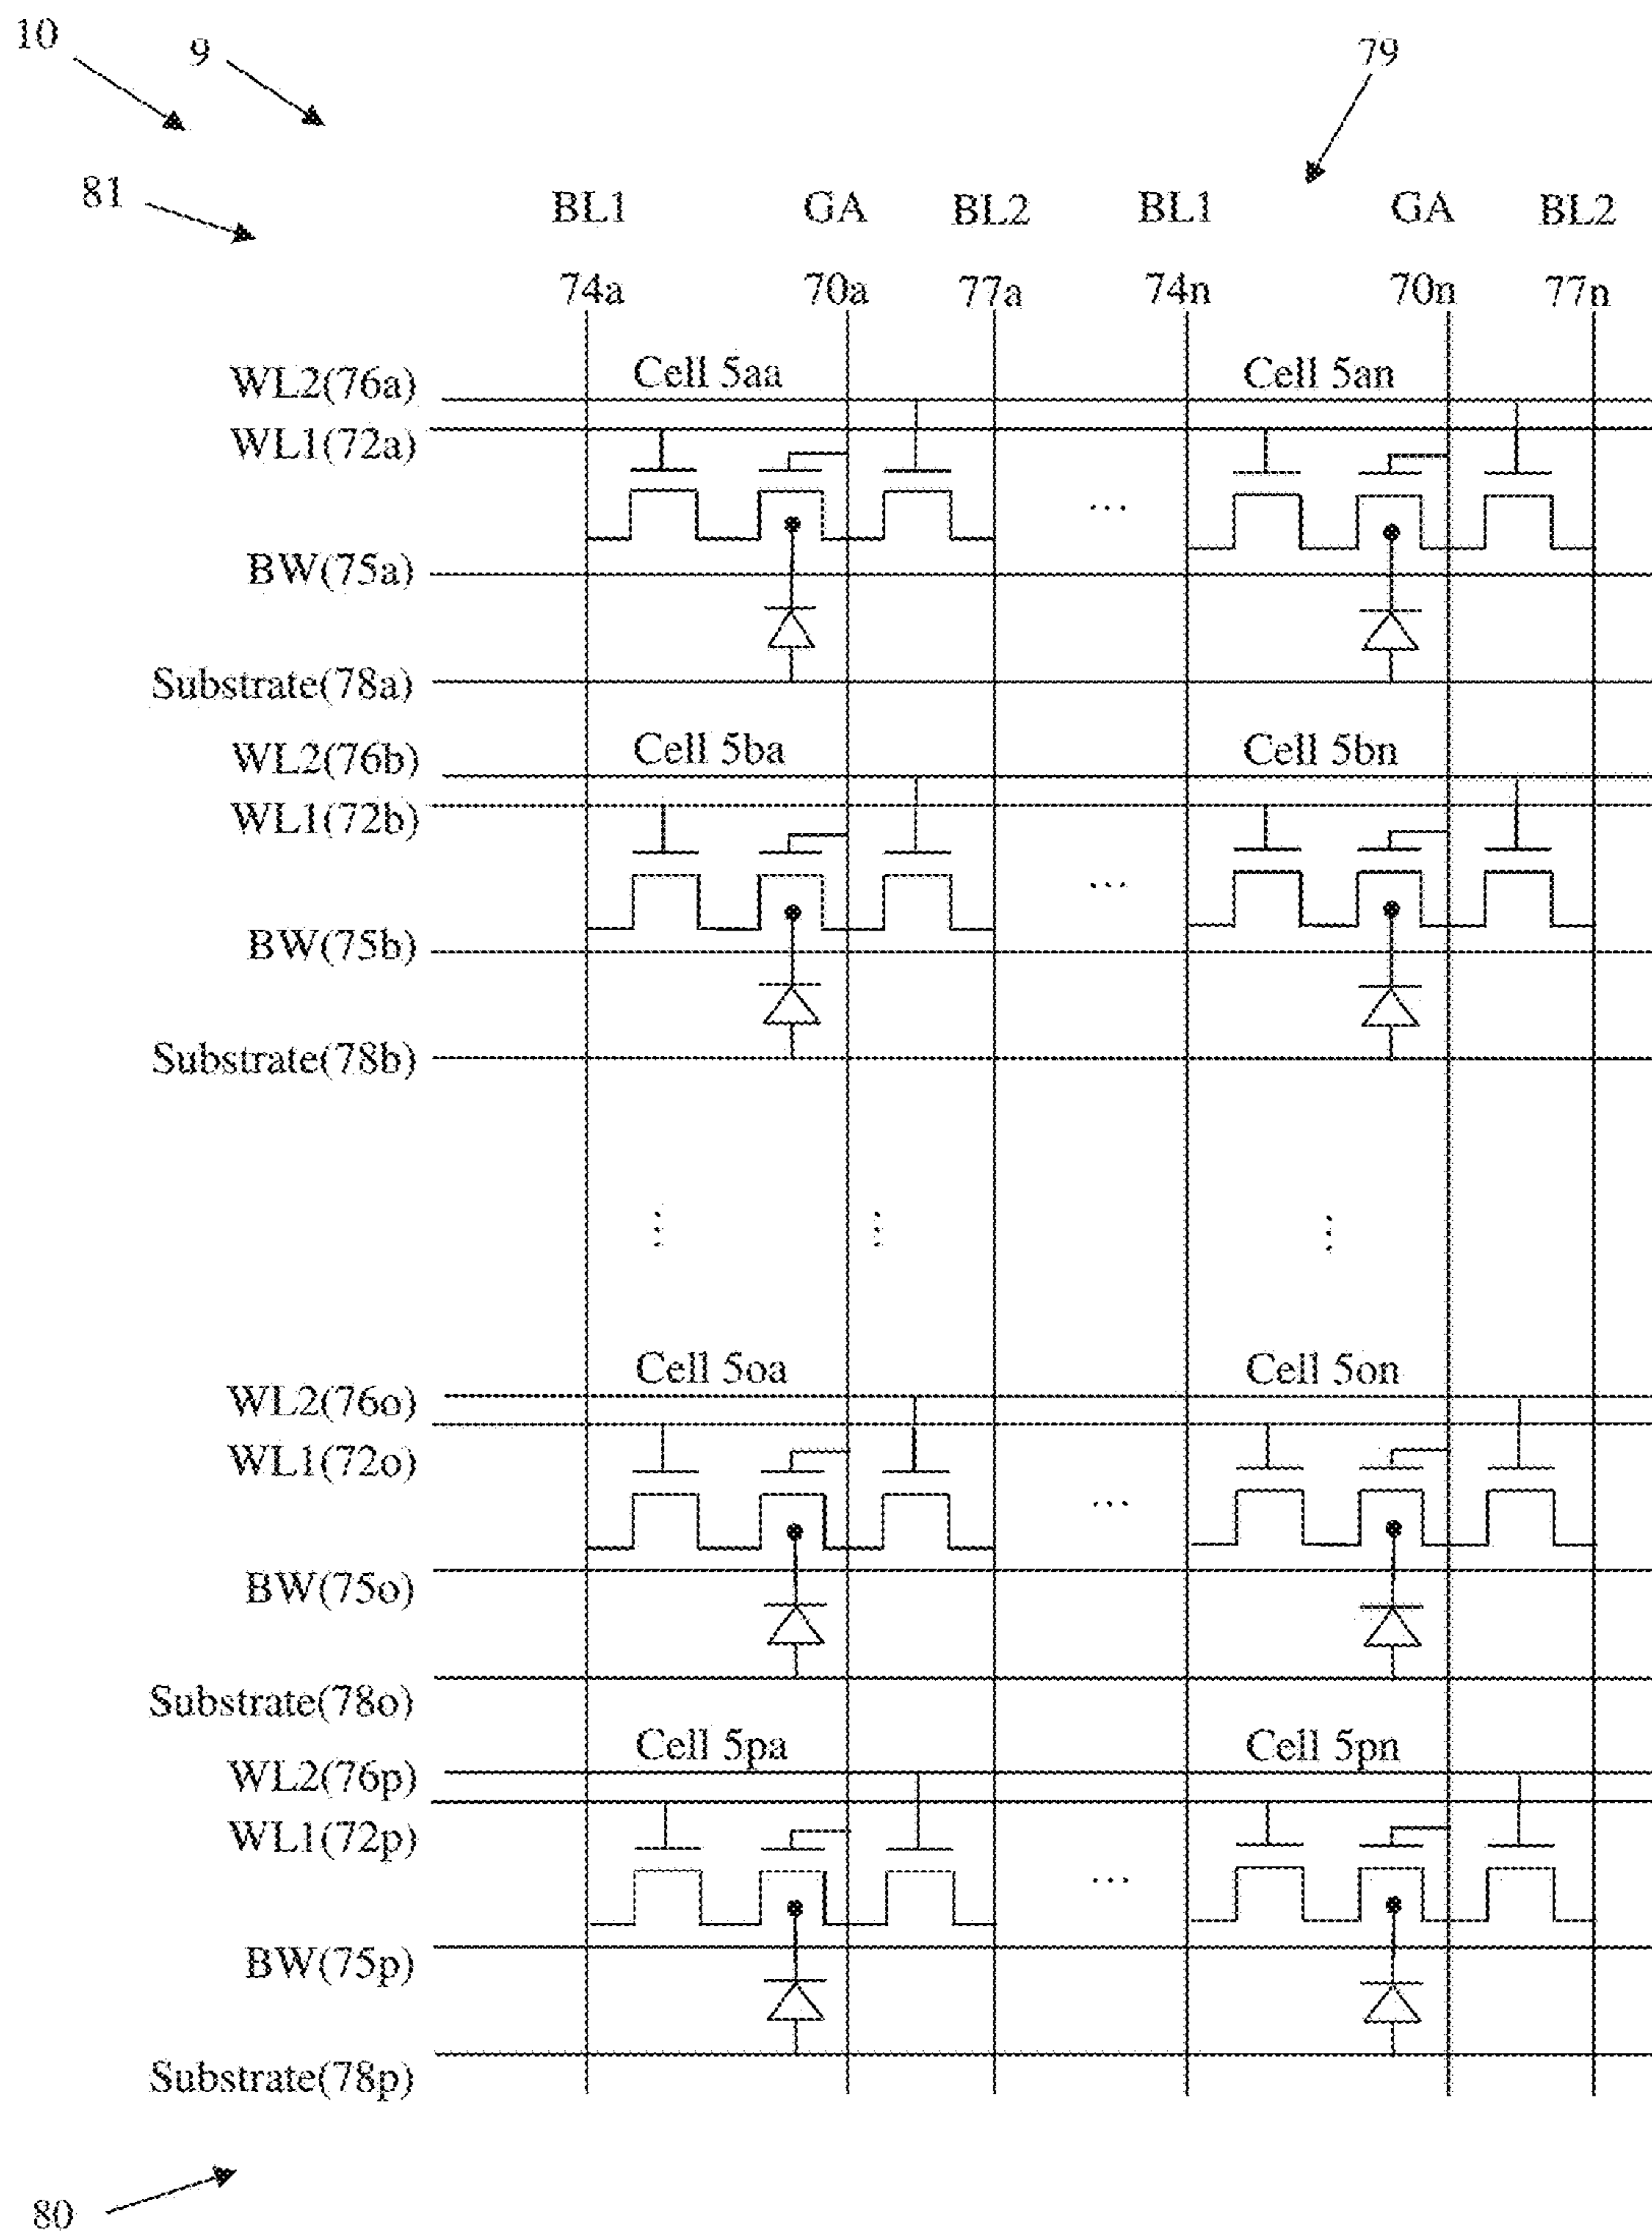 10
9
79
81
BL1 GA BL2 BL1 GA BL2
74a 70a 77a 74n 70n 77n
WL2(76a) Cell 5aa Cell 5an
WL1(72a)
...
BW(75a)
Substrate(78a)
WL2(76b) Cell 5ba Cell 5bn
WL1(72b)
...
BW(75b)
Substrate(78b)
... ... ...
Cell 5oa Cell 5on
WL2(76o)
WL1(72o)
...
BW(75o)
Substrate(78o)
Cell 5pa Cell 5pn
WL2(76p)
WL1(72p)
...
BW(75p)
Substrate(78p)
80